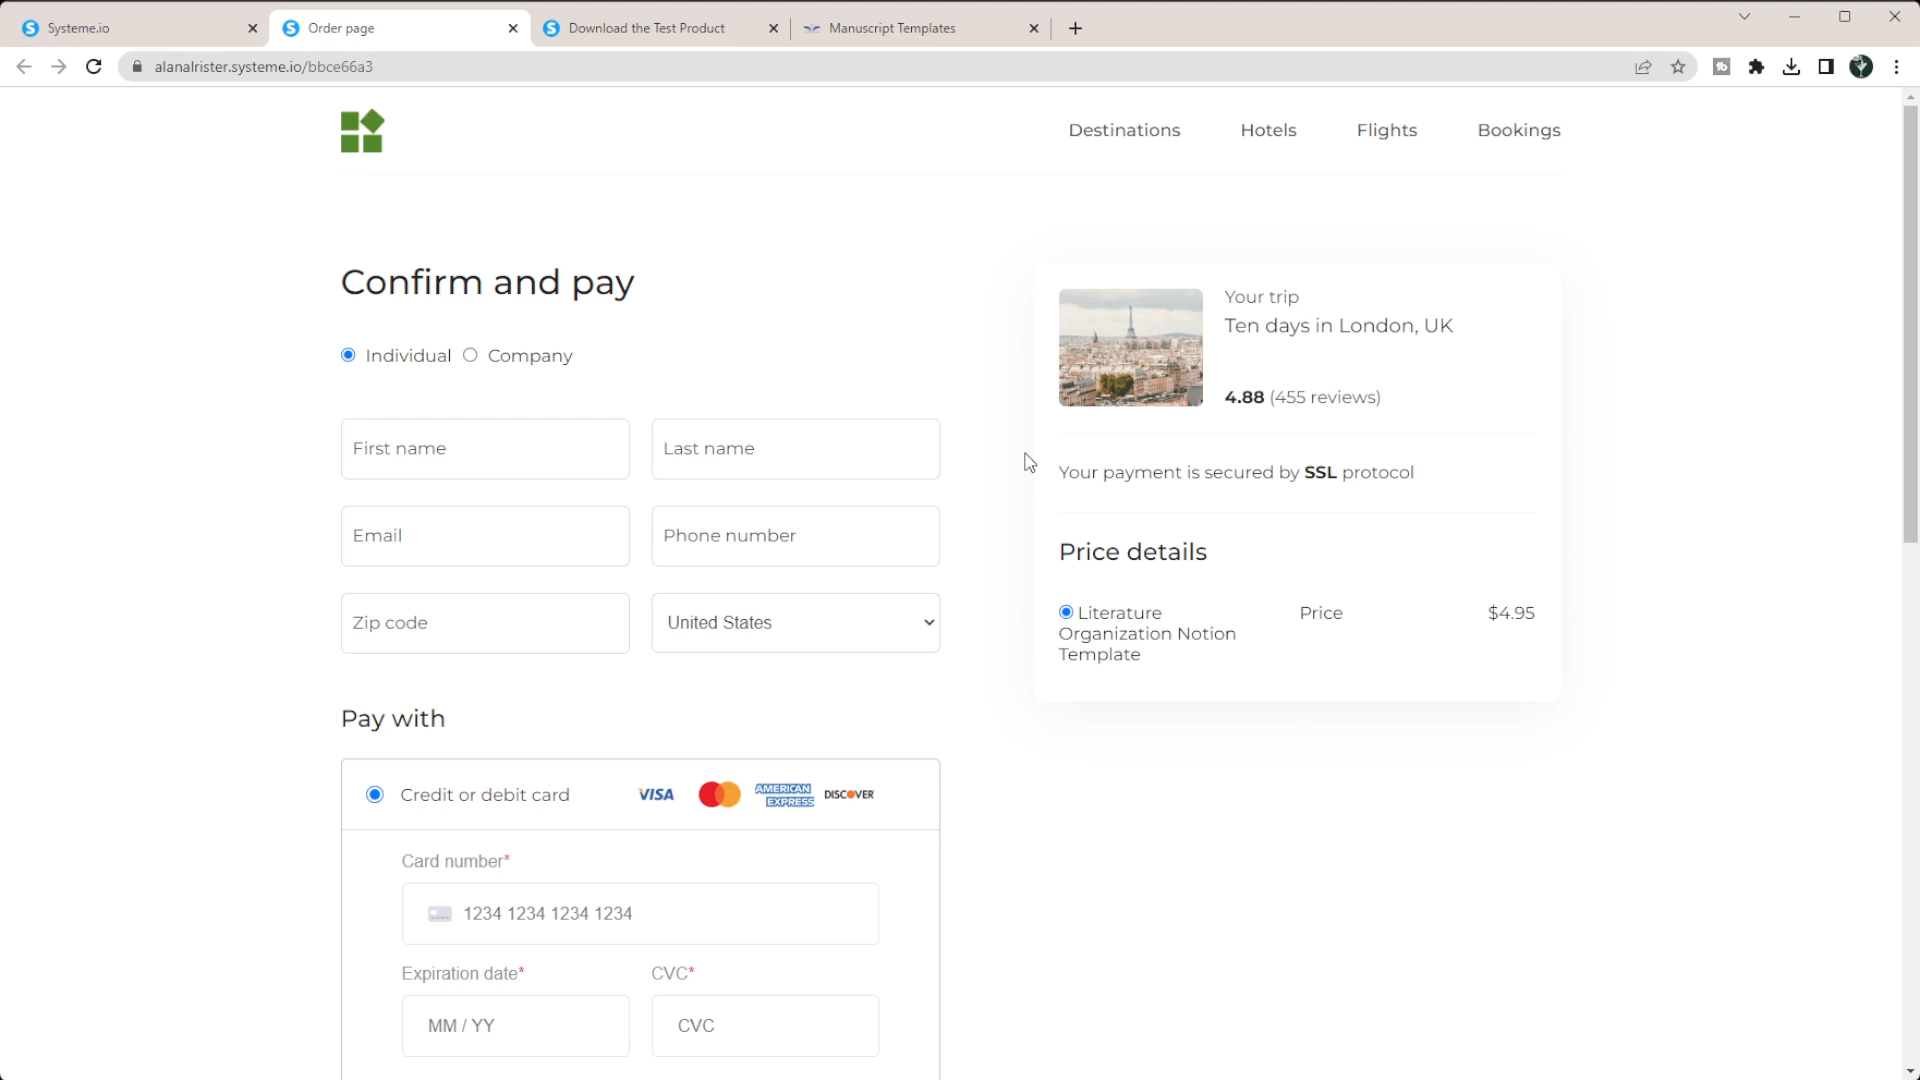 Systeme.io
Order page
Download the Test Product
Manuscript Templates
alanalrister.systeme.io/bbce66a3
Destinations
Hotels
Flights
Bookings
Confirm and pay
Individual
Company
First name
Last name
Email
Phone number
Zip code
United States
Pay with
Credit or debit card
VISA
AMERICAN
EXPRESS
DISCOVER
Card number*
1234 1234 1234 1234
Expiration date*
CVC*
MM / YY
CVC
Your trip
Ten days in London, UK
4.88 (455 reviews)
Your payment is secured by SSL protocol
Price details
Literature Price $4.95
Organization Notion
Template